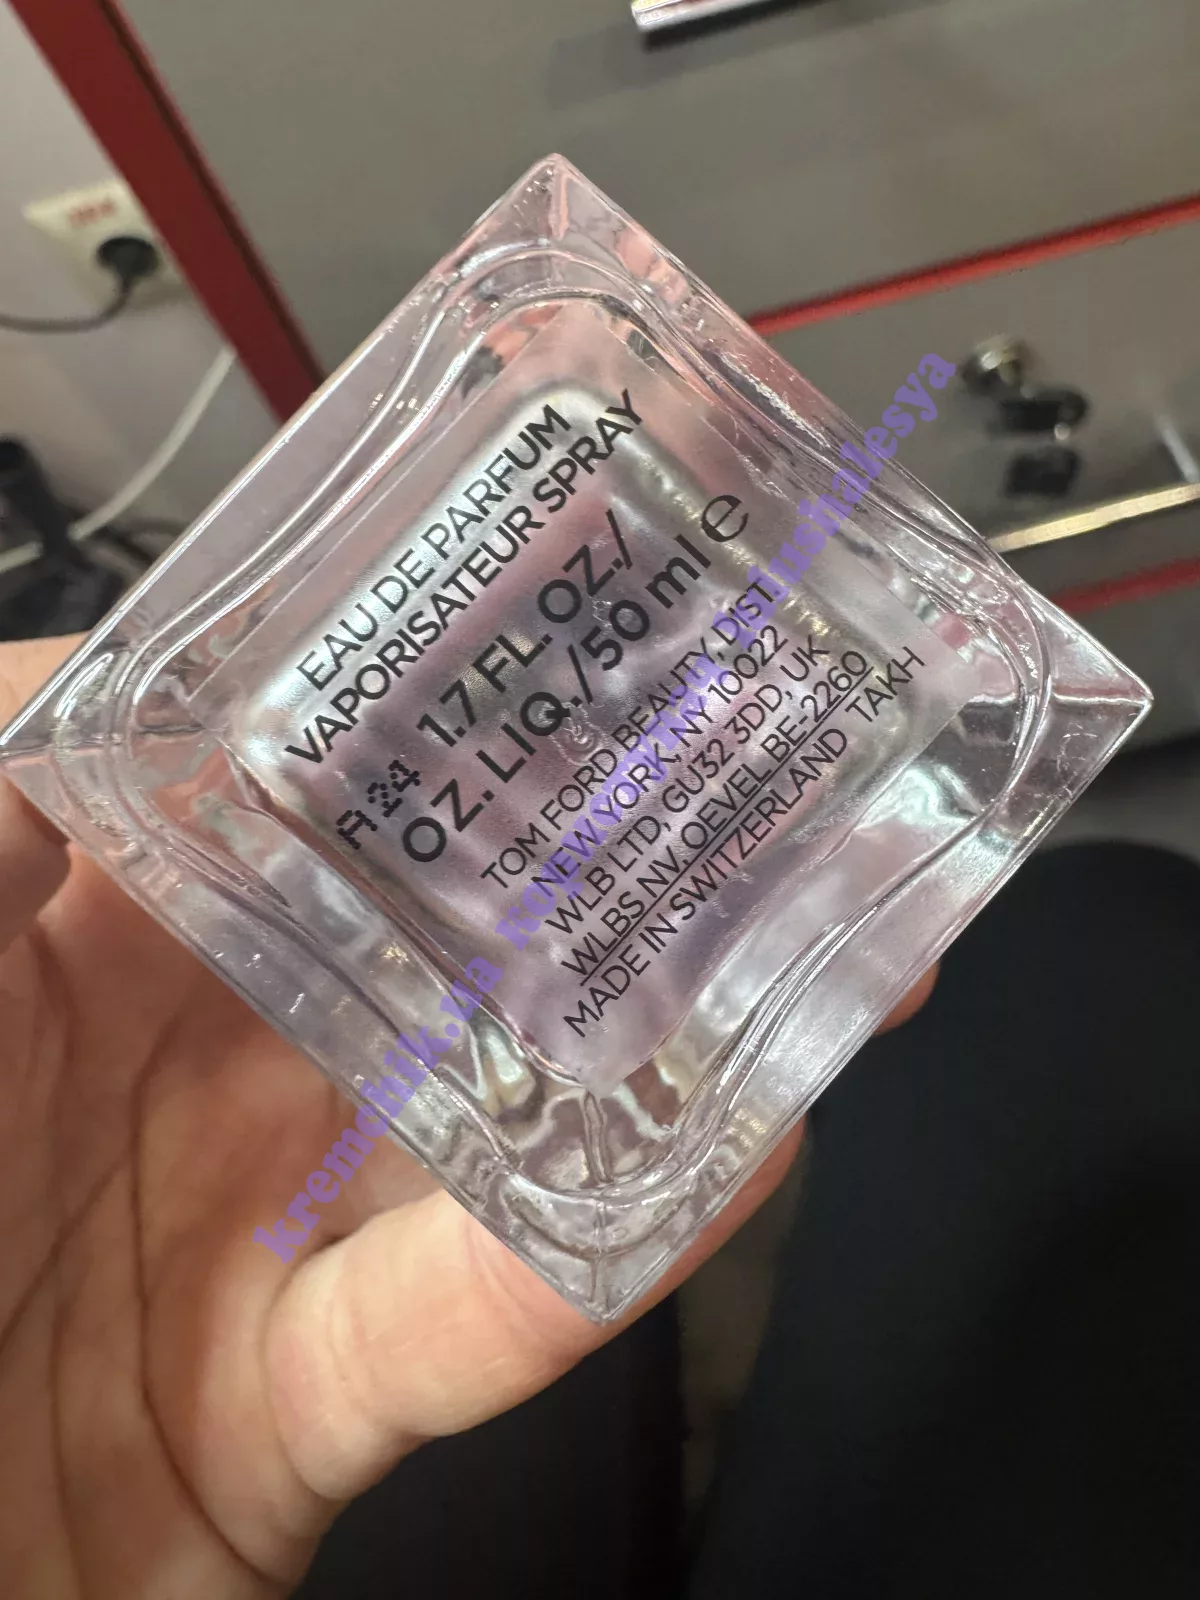 EAU DE PARFUM
VAPORISATEUR SPRAY
1.7 FL. OZ./
OZ. LIQ./50 ml e
A24
TOM FORD BEAUTY, DIST.
NEW YORK, NY 10022
WLB LTD, GU32 3DD, UK
WLBS NV, OEVEL BE-2260
MADE IN SWITZERLAND TAKH
kremchik.ua